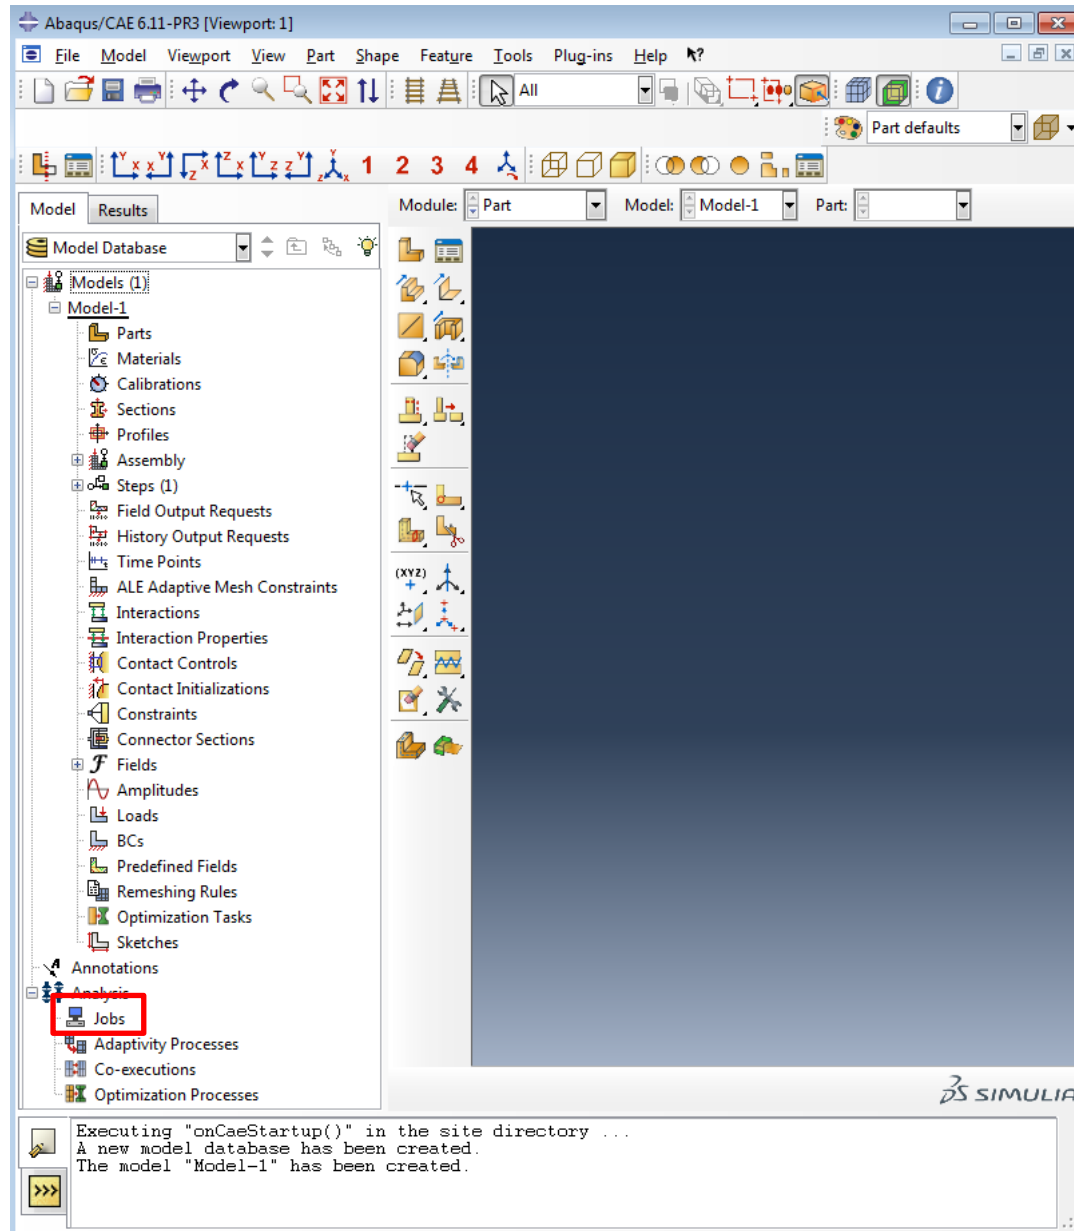 Abaqus/CAE 6.11-PR3 [Viewport: 1]
File Model Viewport View Part Shape Feature Tools Plug-ins Help
All
Part defaults
1 2 3 4
Model Results
Module: Part Model: Model-1 Part:
Model Database
Models (1)
Model-1
Parts
Materials
Calibrations
Sections
Profiles
Assembly
Steps (1)
Field Output Requests
History Output Requests
Time Points
ALE Adaptive Mesh Constraints
Interactions
Interaction Properties
Contact Controls
Contact Initializations
Constraints
Connector Sections
Fields
Amplitudes
Loads
BCs
Predefined Fields
Remeshing Rules
Optimization Tasks
Sketches
Annotations
Analysis
Jobs
Adaptivity Processes
Co-executions
Optimization Processes
(XYZ)
SIMULIA
Executing "onCaeStartup()" in the site directory ...
A new model database has been created.
The model "Model-1" has been created.
>>>